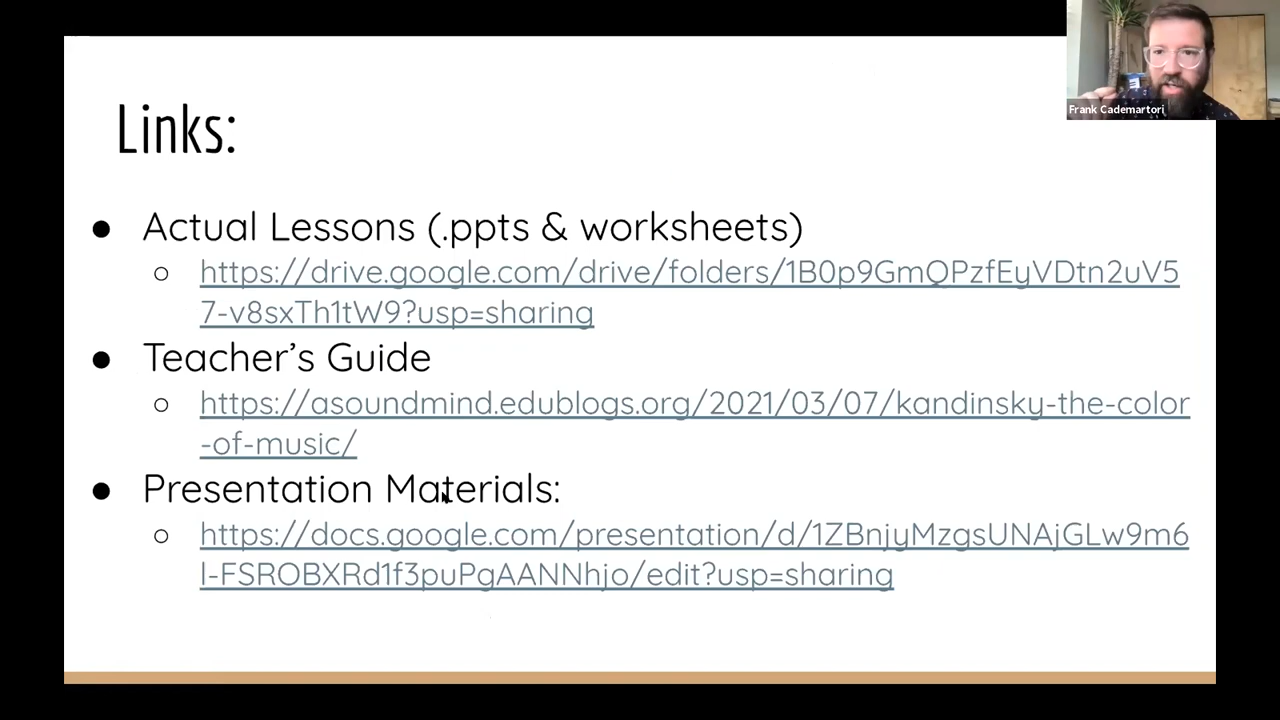 Frank Cademartori
Links:
● Actual Lessons (.ppts & worksheets)
○ https://drive.google.com/drive/folders/1B0p9GmQPzfEyVDtn2uV5
7-v8sxTh1tW9?usp=sharing
● Teacher’s Guide
○ https://asoundmind.edublogs.org/2021/03/07/kandinsky-the-color
-of-music/
● Presentation Materials:
○ https://docs.google.com/presentation/d/1ZBnjyMzgsUNAjGLw9m6
l-FSROBXRd1f3puPgAANNhjo/edit?usp=sharing